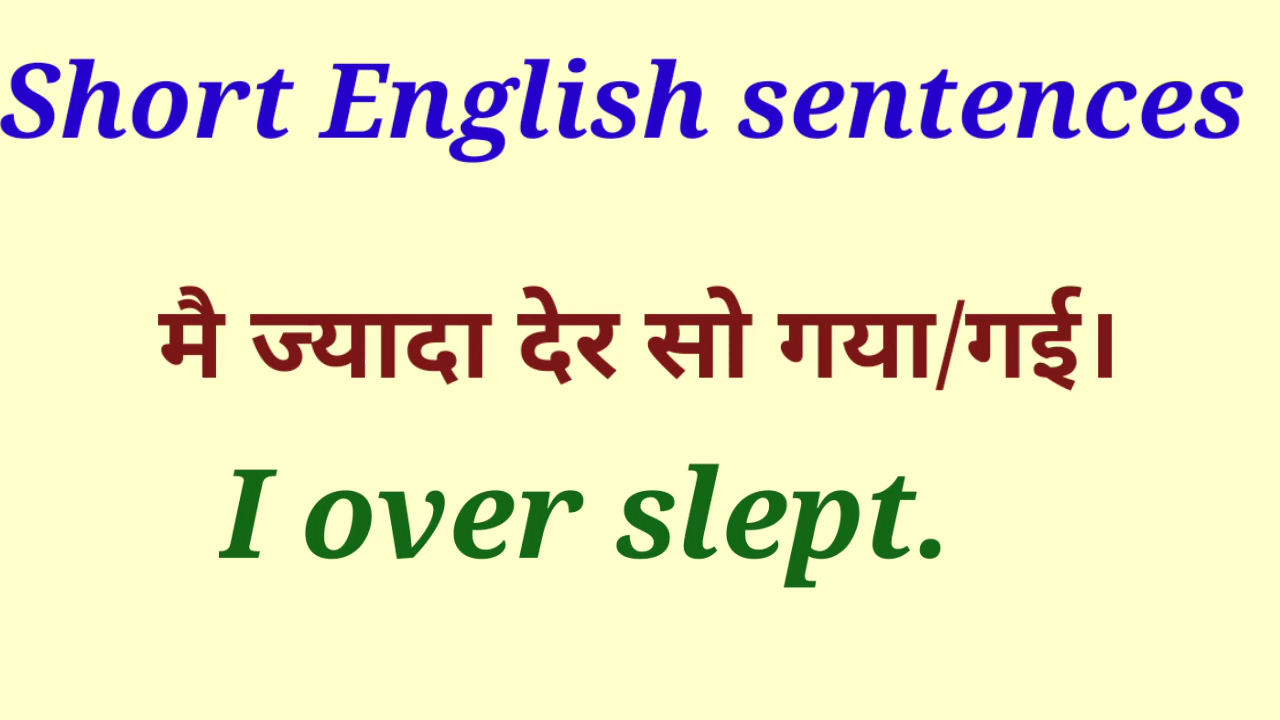 Short English sentences
मै ज्यादा देर सो गया/गई।
I over slept.